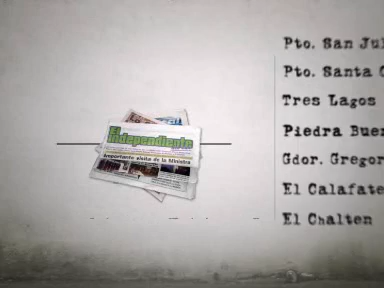 El
Independiente
Importante visita de la Ministra
Pto. San Jul
Pto. Santa C
Tres Lagos
Piedra Buen
Gdor. Gregor
El Calafate
El Chalten